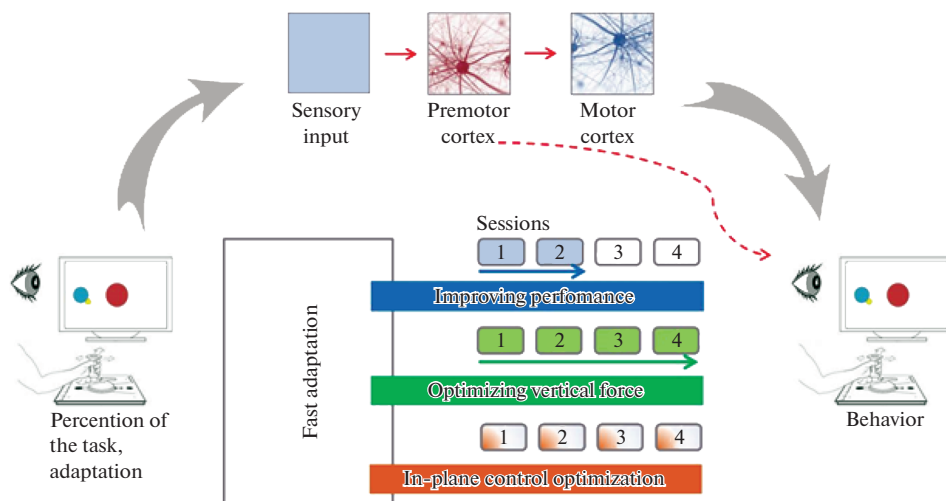 Sensory
input
Premotor
cortex
Motor
cortex
Sessions
1 2 3 4
Improving perfomance
1 2 3 4
Optimizing vertical force
1 2 3 4
In-plane control optimization
Fast adaptation
Percention of
the task,
adaptation
Behavior